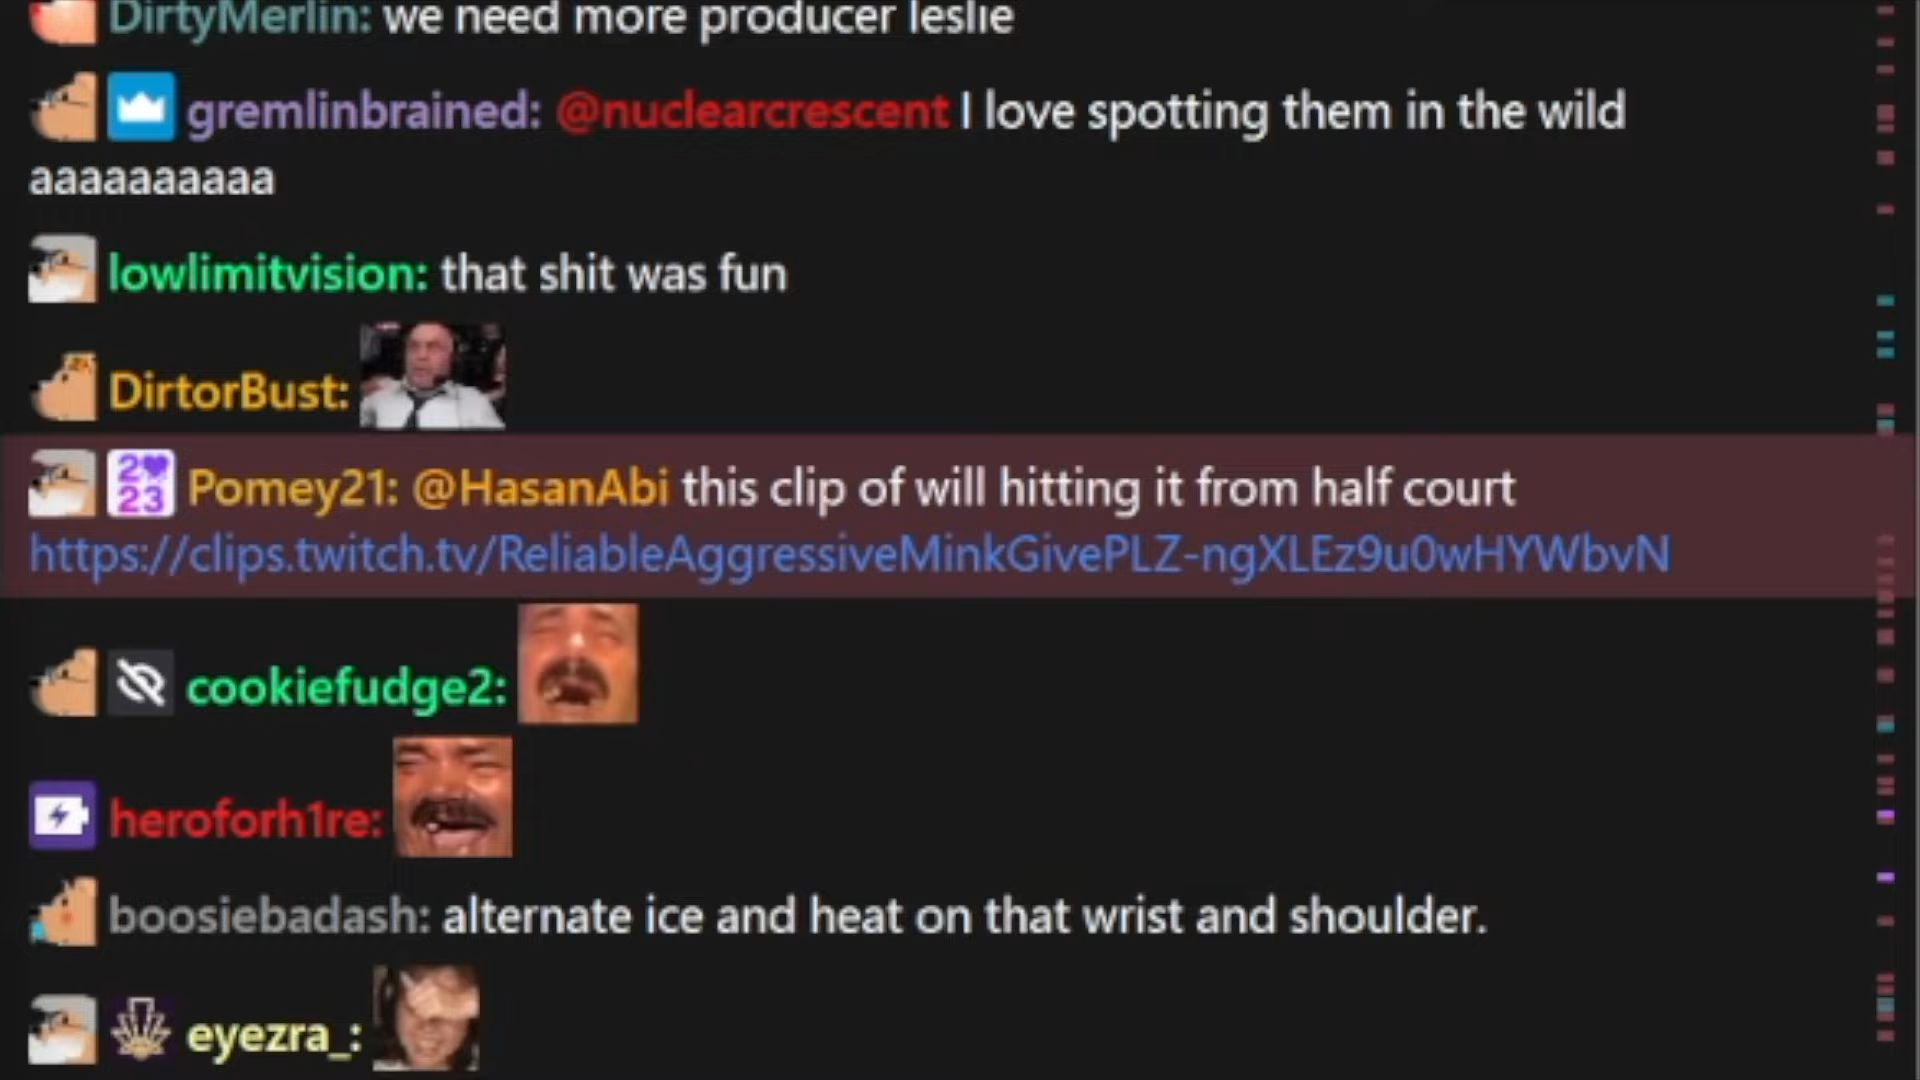 DirtyMerlin: we need more producer leslie
gremlinbrained: @nuclearcrescent I love spotting them in the wild
aaaaaaaaaa
lowlimitvision: that shit was fun
DirtorBust:
2023 Pomey21: @HasanAbi this clip of will hitting it from half court
https://clips.twitch.tv/ReliableAggressiveMinkGivePLZ-ngXLEz9u0wHYWbvN
cookiefudge2:
heroforh1re:
boosiebadash: alternate ice and heat on that wrist and shoulder.
eyezra_: